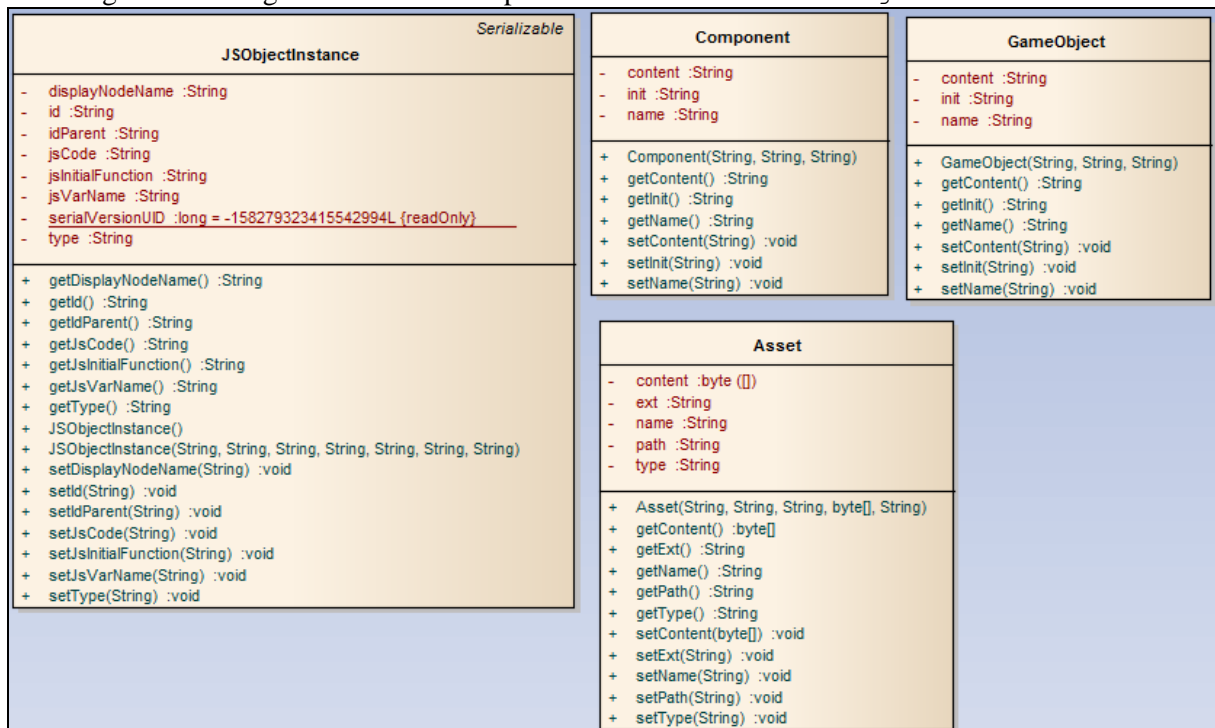 Serializable
JSObjectInstance
- displayNodeName :String
- id :String
- idParent :String
- jsCode :String
- jsInitialFunction :String
- jsVarName :String
- serialVersionUID :long = -158279323415542994L {readOnly}
- type :String
+ getDisplayNodeName() :String
+ getId() :String
+ getIdParent() :String
+ getJsCode() :String
+ getJsInitialFunction() :String
+ getJsVarName() :String
+ getType() :String
+ JSObjectInstance()
+ JSObjectInstance(String, String, String, String, String, String, String)
+ setDisplayNodeName(String) :void
+ setId(String) :void
+ setIdParent(String) :void
+ setJsCode(String) :void
+ setJsInitialFunction(String) :void
+ setJsVarName(String) :void
+ setType(String) :void
Component
- content :String
- init :String
- name :String
+ Component(String, String, String)
+ getContent() :String
+ getInit() :String
+ getName() :String
+ setContent(String) :void
+ setInit(String) :void
+ setName(String) :void
GameObject
- content :String
- init :String
- name :String
+ GameObject(String, String, String)
+ getContent() :String
+ getInit() :String
+ getName() :String
+ setContent(String) :void
+ setInit(String) :void
+ setName(String) :void
Asset
- content :byte ([])
- ext :String
- name :String
- path :String
- type :String
+ Asset(String, String, String, byte[], String)
+ getContent() :byte[]
+ getExt() :String
+ getName() :String
+ getPath() :String
+ getType() :String
+ setContent(byte[]) :void
+ setExt(String) :void
+ setName(String) :void
+ setPath(String) :void
+ setType(String) :void